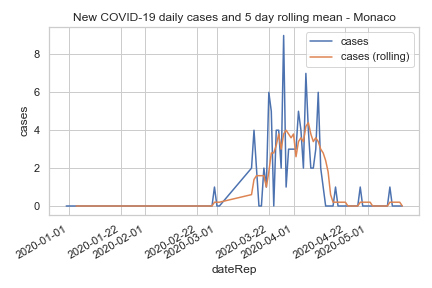 New COVID-19 daily cases and 5 day rolling mean - Monaco
cases
cases (rolling)
cases
8
6
4
2
0
2020-01-01
2020-01-22
2020-02-01
2020-02-22
2020-03-01
2020-03-22
2020-04-01
2020-04-22
2020-05-01
dateRep